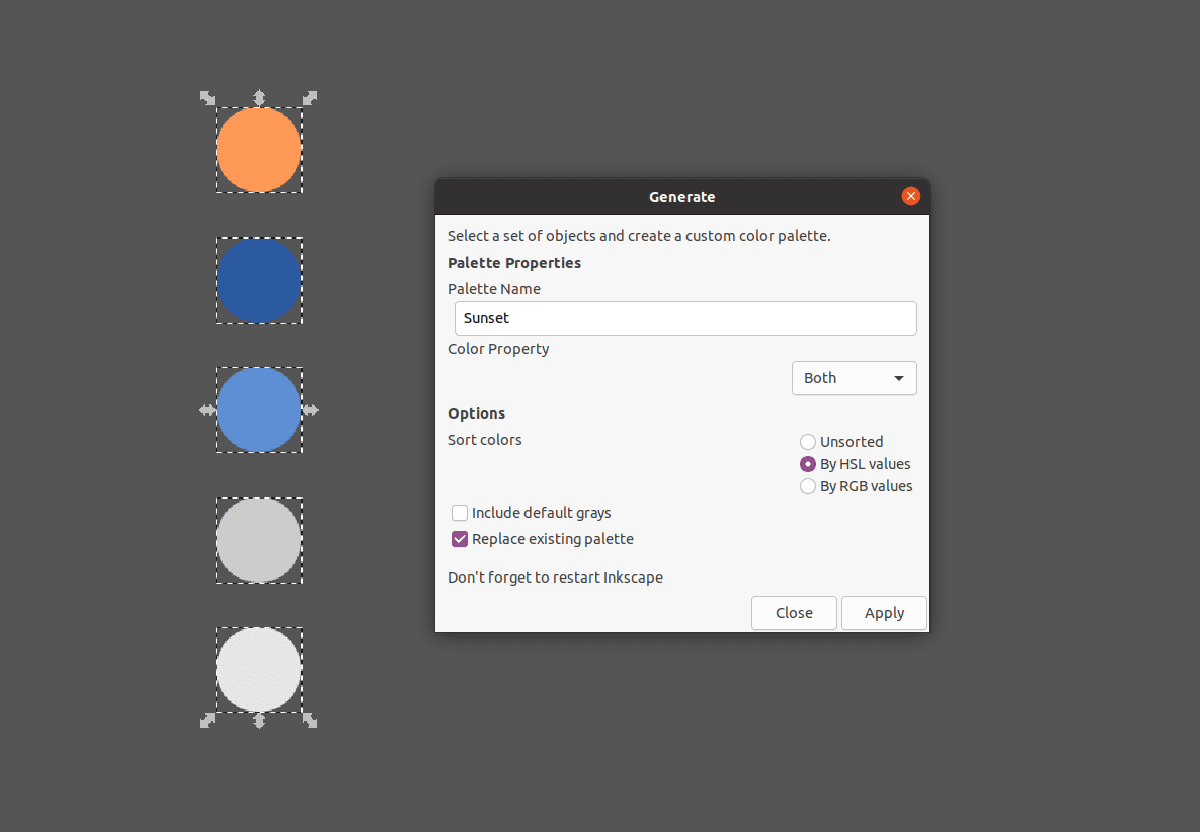 Generate
Select a set of objects and create a custom color palette.
Palette Properties
Palette Name
Sunset
Color Property
Both
Options
Sort colors
Unsorted
By HSL values
By RGB values
Include default grays
Replace existing palette
Don't forget to restart Inkscape
Close Apply